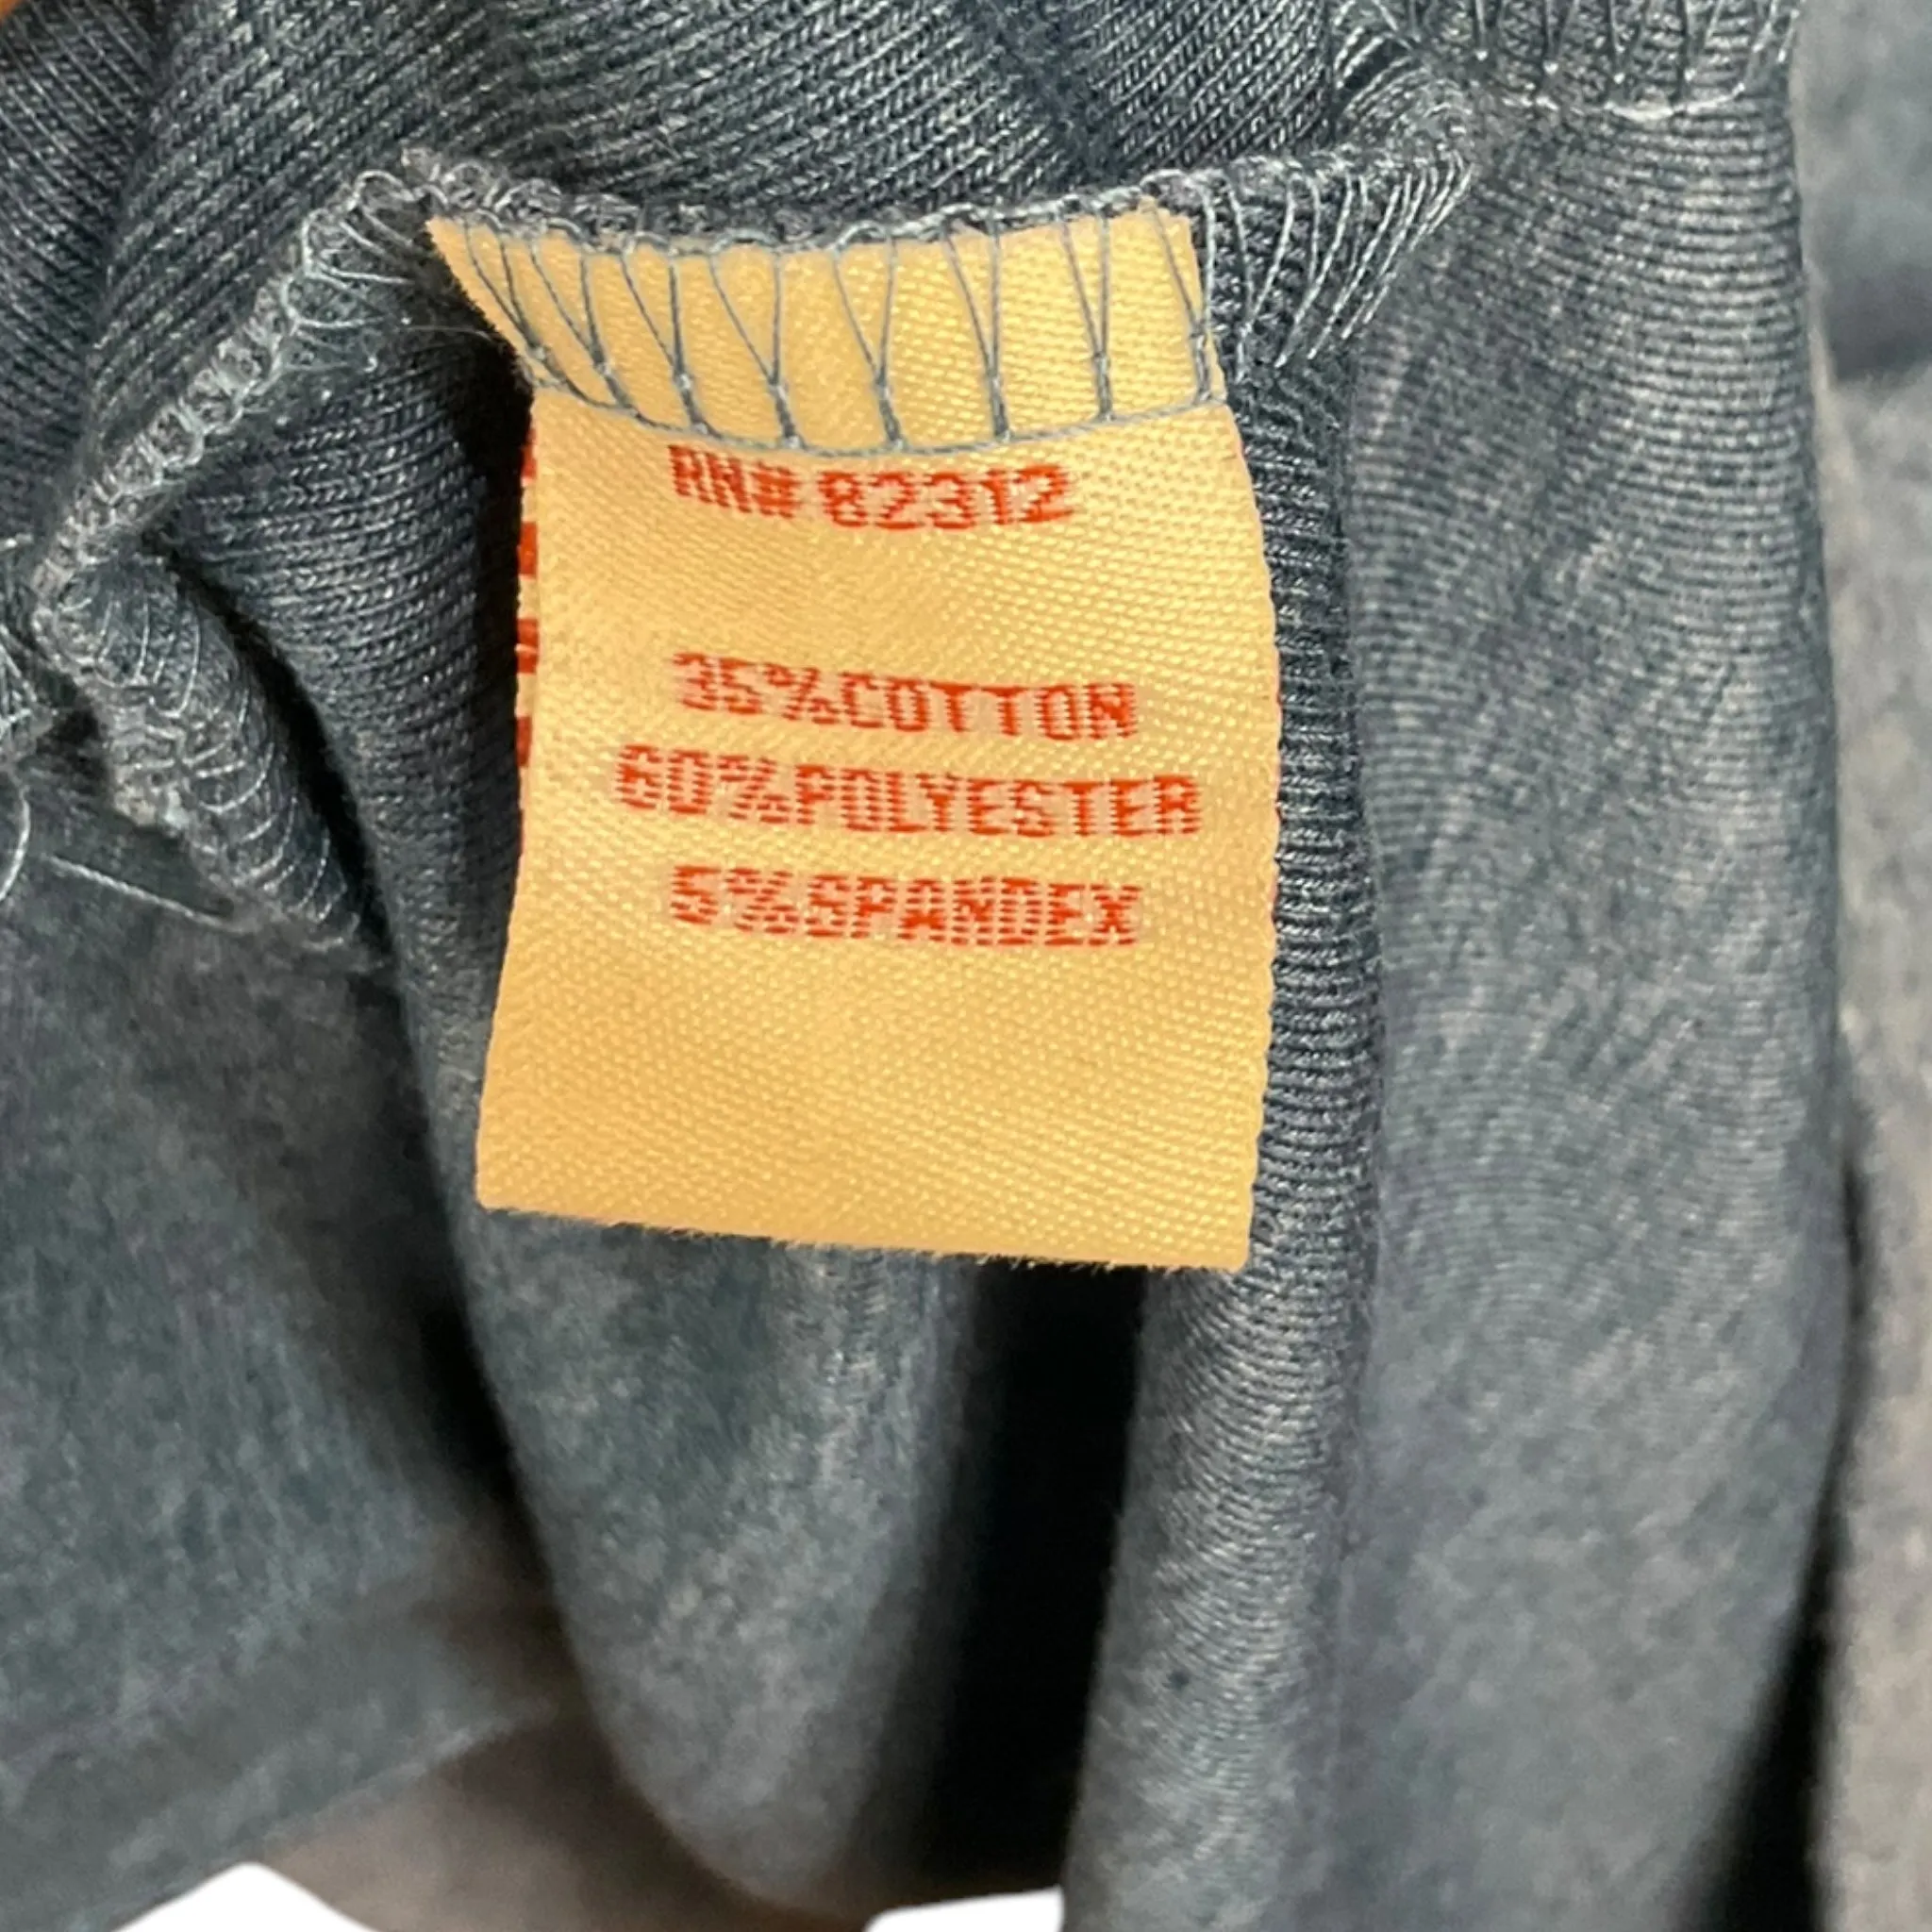 RN# 82312
35%COTTON
60%POLYESTER
5%SPANDEX